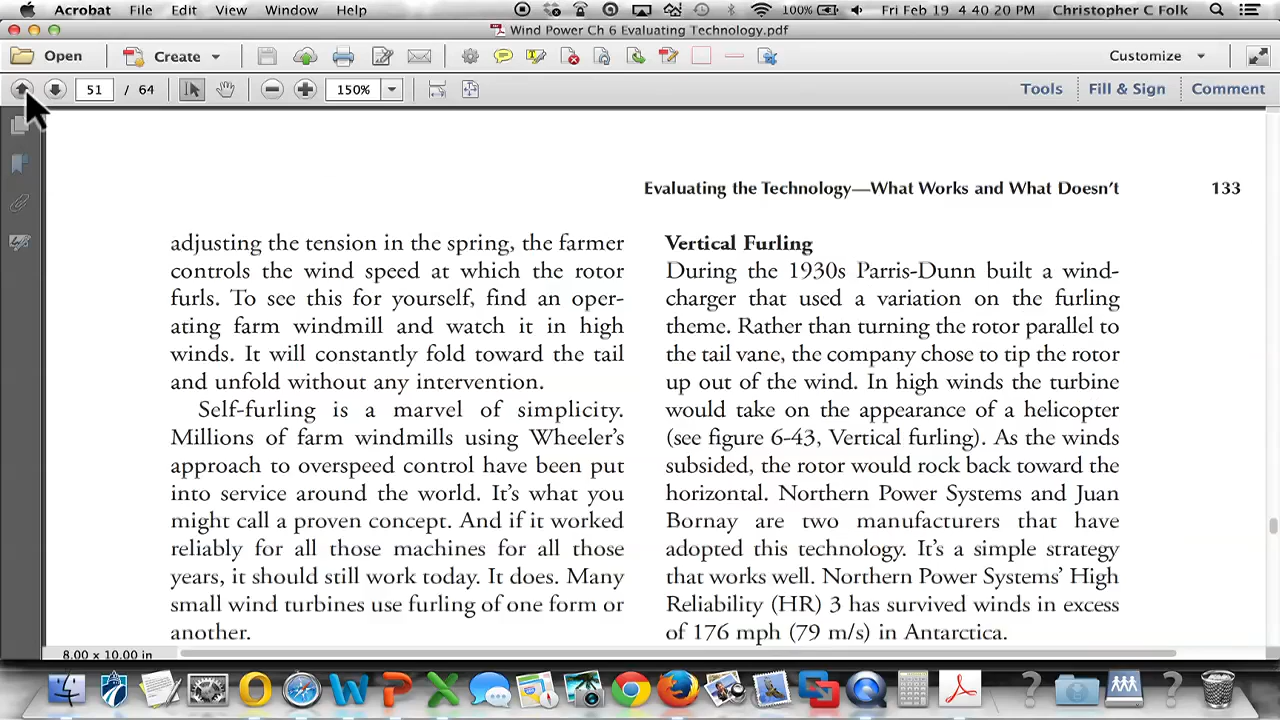 Acrobat File Edit View Window Help 100% Fri Feb 19 4:40:20 PM Christopher C Folk
Wind Power Ch 6 Evaluating Technology.pdf
Open Create Customize
51 / 64 150% Tools Fill & Sign Comment
Evaluating the Technology—What Works and What Doesn't 133
adjusting the tension in the spring, the farmer
controls the wind speed at which the rotor
furls. To see this for yourself, find an oper-
ating farm windmill and watch it in high
winds. It will constantly fold toward the tail
and unfold without any intervention.
Self-furling is a marvel of simplicity.
Millions of farm windmills using Wheeler's
approach to overspeed control have been put
into service around the world. It's what you
might call a proven concept. And if it worked
reliably for all those machines for all those
years, it should still work today. It does. Many
small wind turbines use furling of one form or
another.
Vertical Furling
During the 1930s Parris-Dunn built a wind-
charger that used a variation on the furling
theme. Rather than turning the rotor parallel to
the tail vane, the company chose to tip the rotor
up out of the wind. In high winds the turbine
would take on the appearance of a helicopter
(see figure 6-43, Vertical furling). As the winds
subsided, the rotor would rock back toward the
horizontal. Northern Power Systems and Juan
Bornay are two manufacturers that have
adopted this technology. It's a simple strategy
that works well. Northern Power Systems' High
Reliability (HR) 3 has survived winds in excess
of 176 mph (79 m/s) in Antarctica.
8.00 x 10.00 in